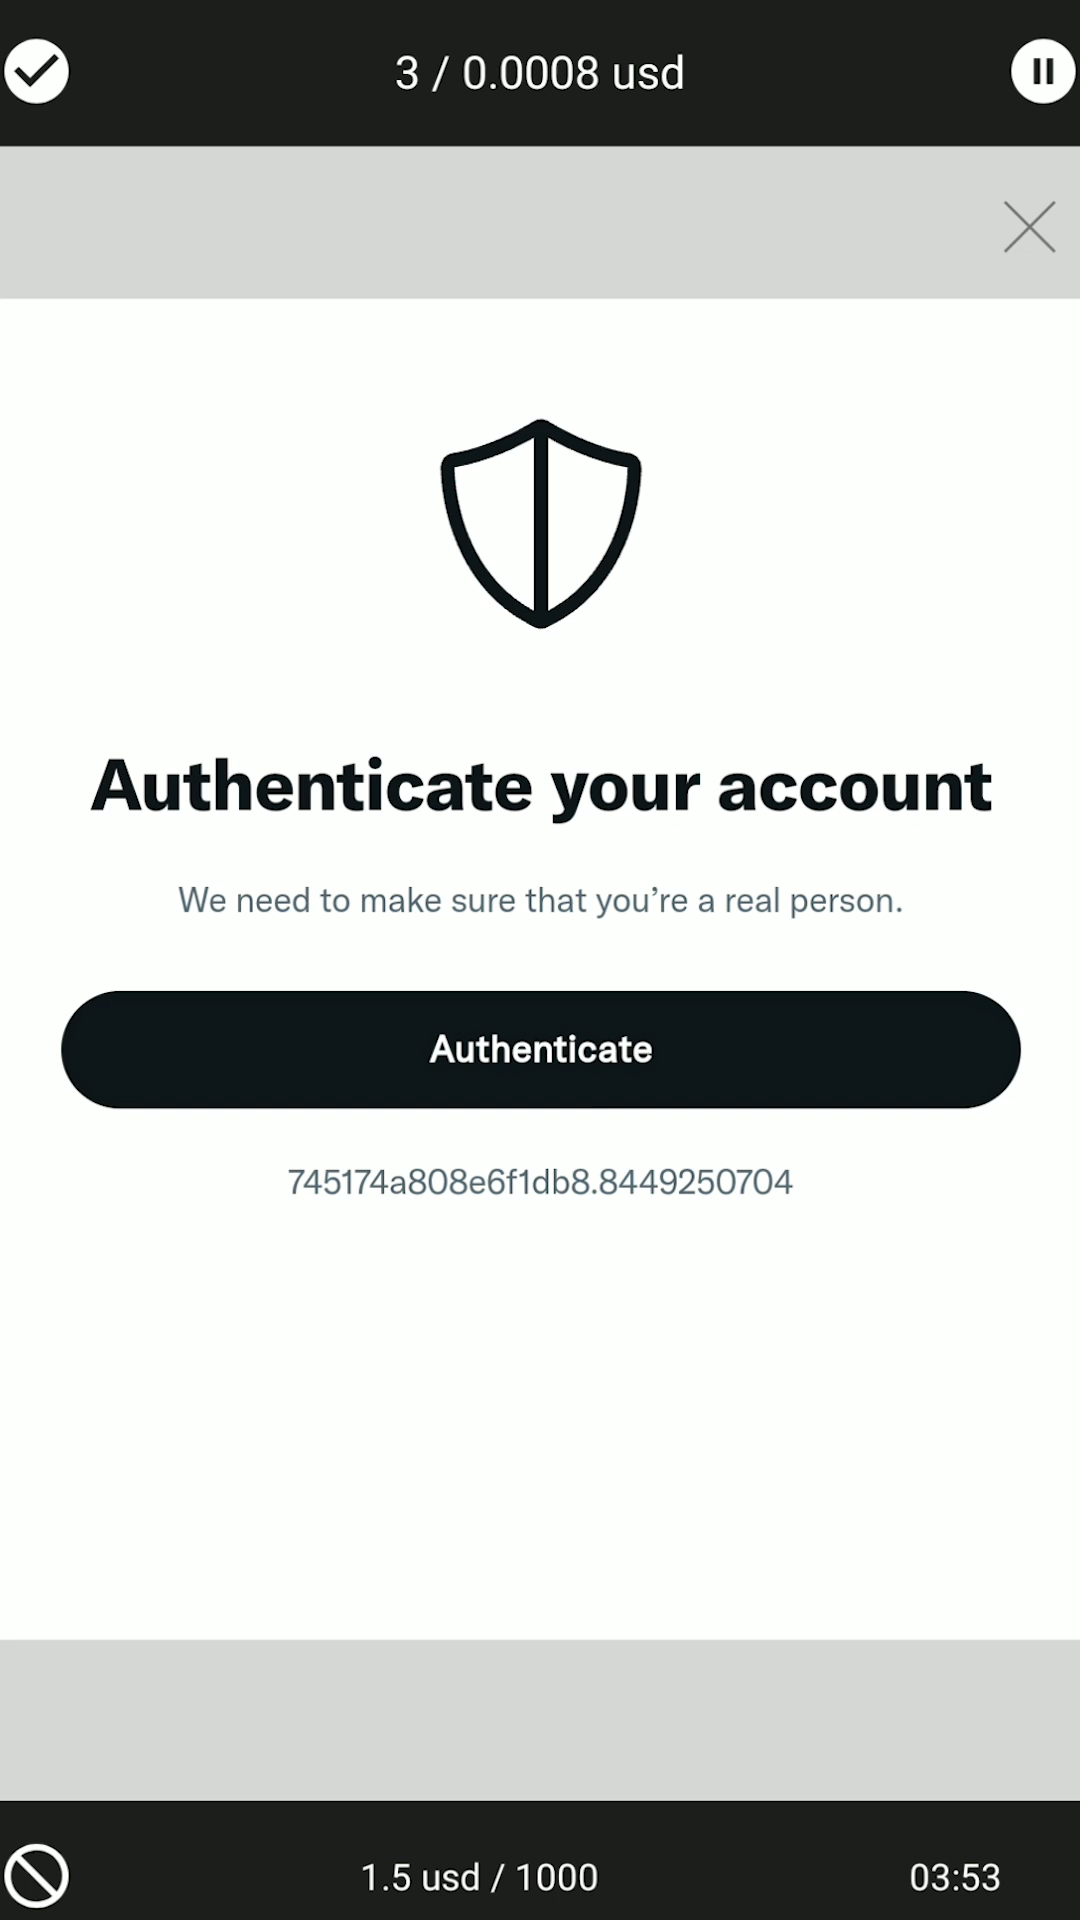 3 / 0.0008 usd
Authenticate your account
We need to make sure that you’re a real person.
Authenticate
745174a808e6f1db8.8449250704
1.5 usd / 1000
03:53